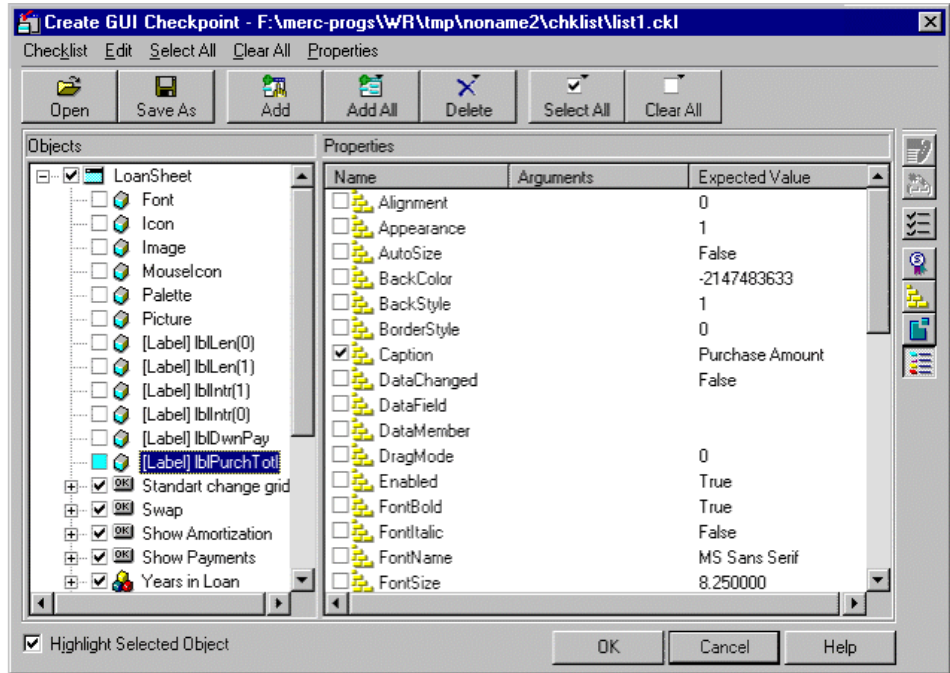 Create GUI Checkpoint - F:\merc-progs\WR\tmp\noname2\chklist\list1.ckl
Checklist Edit Select All Clear All Properties
Open Save As Add Add All Delete Select All Clear All
Objects
LoanSheet
Font
Icon
Image
MouseIcon
Palette
Picture
[Label] lblLen(0)
[Label] lblLen(1)
[Label] lblIntr(1)
[Label] lblIntr(0)
[Label] lblDwnPay
[Label] lblPurchTotl
OK Standart change grid
OK Swap
OK Show Amortization
OK Show Payments
Years in Loan
Properties
Name Arguments Expected Value
Alignment 0
Appearance 1
AutoSize False
BackColor -2147483633
BackStyle 1
BorderStyle 0
Caption Purchase Amount
DataChanged False
DataField
DataMember
DragMode 0
Enabled True
FontBold True
FontItalic False
FontName MS Sans Serif
FontSize 8.250000
Highlight Selected Object
OK Cancel Help